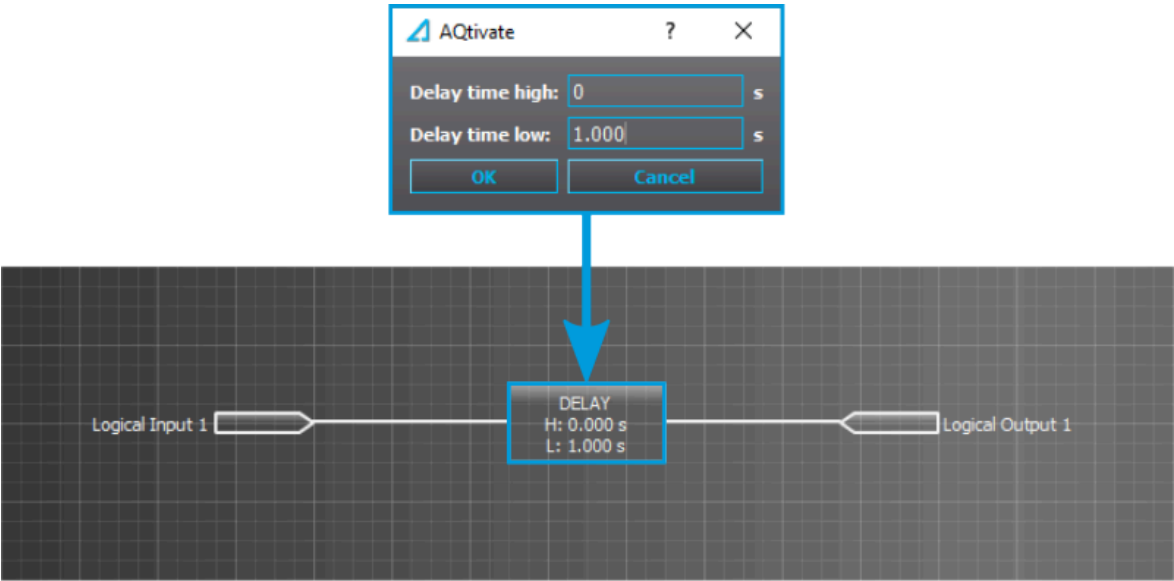 AQtivate ?
Delay time high: 0 s
Delay time low: 1.000 s
OK Cancel
DELAY
H: 0.000 s
L: 1.000 s
Logical Input 1
Logical Output 1